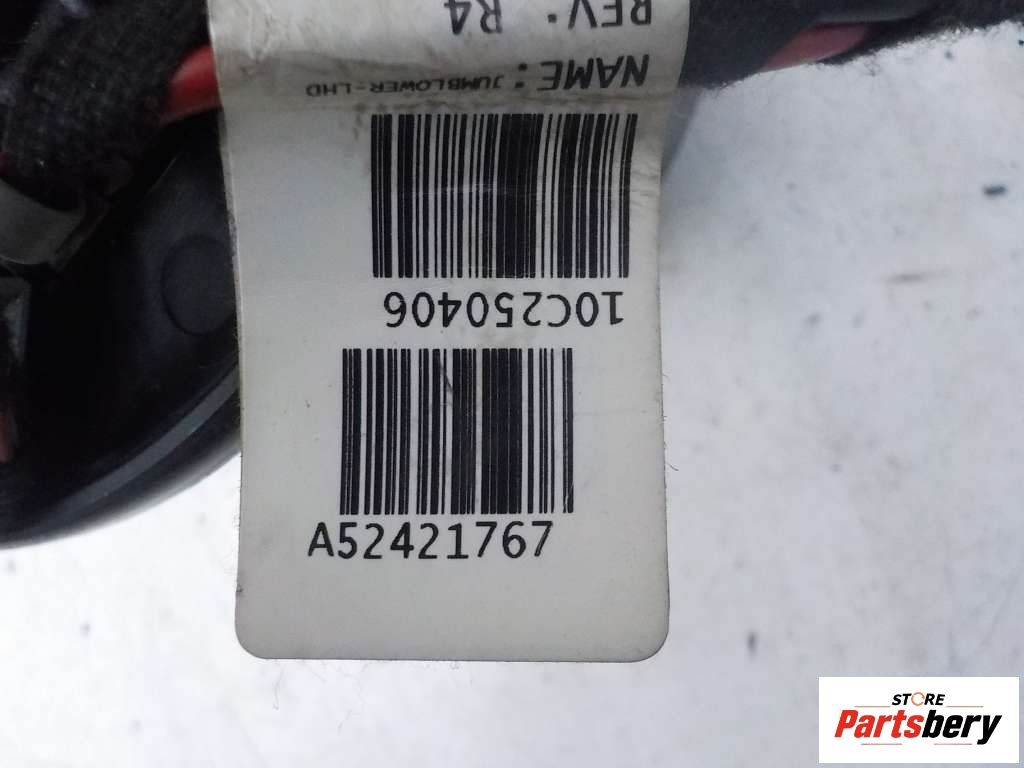 10C250406
NAME: JUMBLOWER-LHD
REV: R4
A52421767
STORE
Partsbery